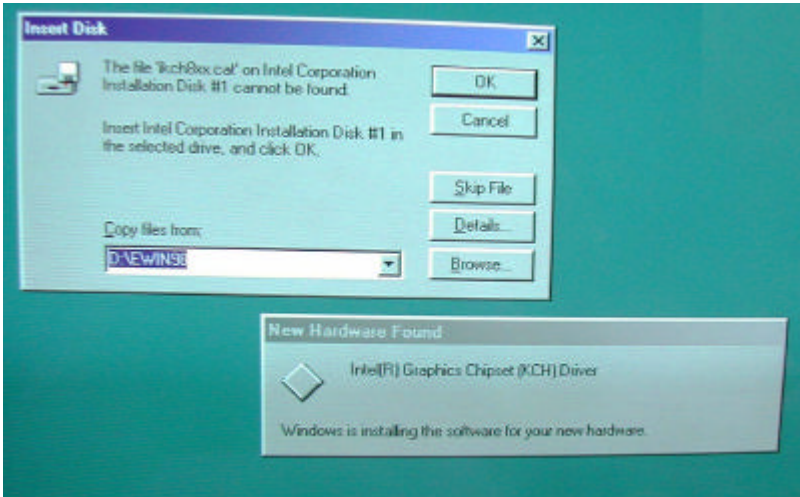 Insert Disk
The file 'ikch8xx.cat' on Intel Corporation
Installation Disk #1 cannot be found.
Insert Intel Corporation Installation Disk #1 in
the selected drive, and click OK.
Copy files from:
D:\EWIN98
OK
Cancel
Skip File
Details...
Browse...
New Hardware Found
Intel(R) Graphics Chipset (KCH) Driver
Windows is installing the software for your new hardware.